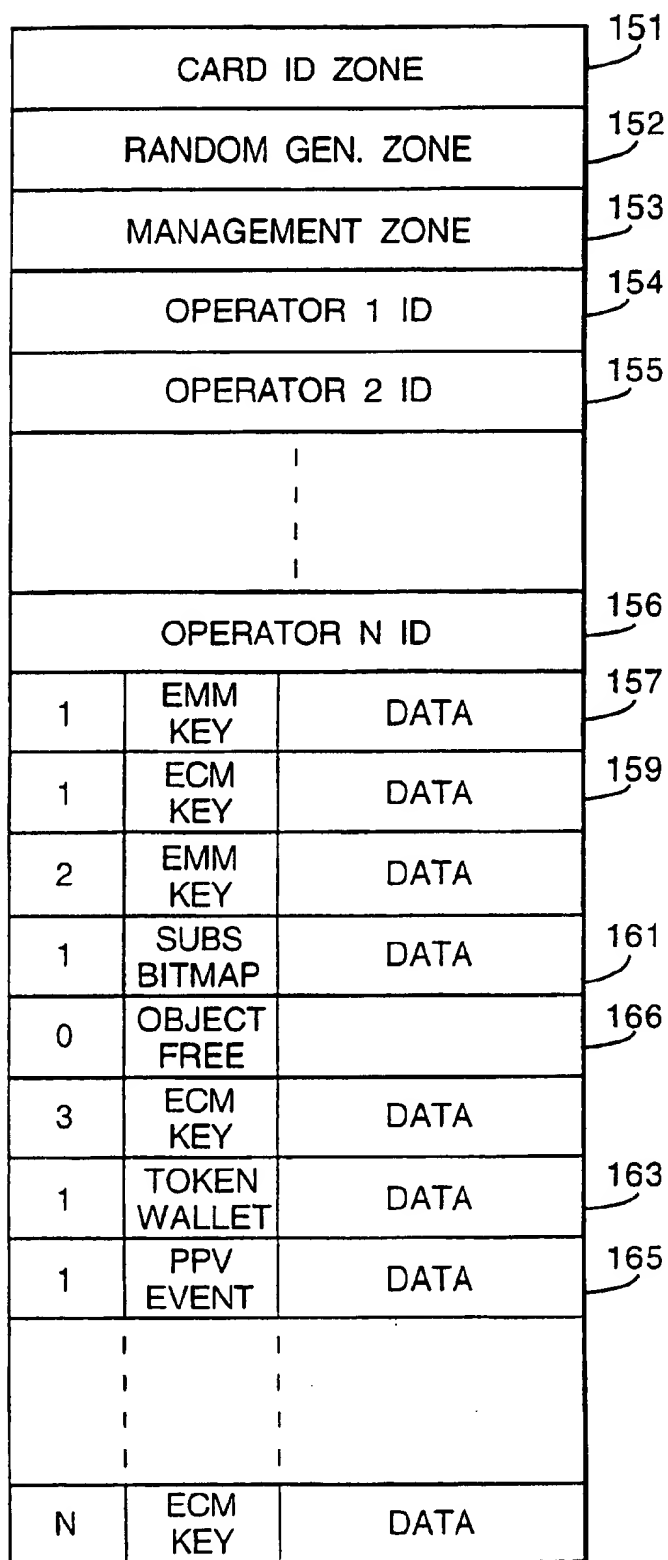 151
CARD ID ZONE
152
RANDOM GEN. ZONE
153
MANAGEMENT ZONE
154
OPERATOR 1 ID
155
OPERATOR 2 ID
156
OPERATOR N ID
157
1 EMM KEY DATA
159
1 ECM KEY DATA
2 EMM KEY DATA
161
1 SUBS BITMAP DATA
166
0 OBJECT FREE
3 ECM KEY DATA
163
1 TOKEN WALLET DATA
165
1 PPV EVENT DATA
N ECM KEY DATA